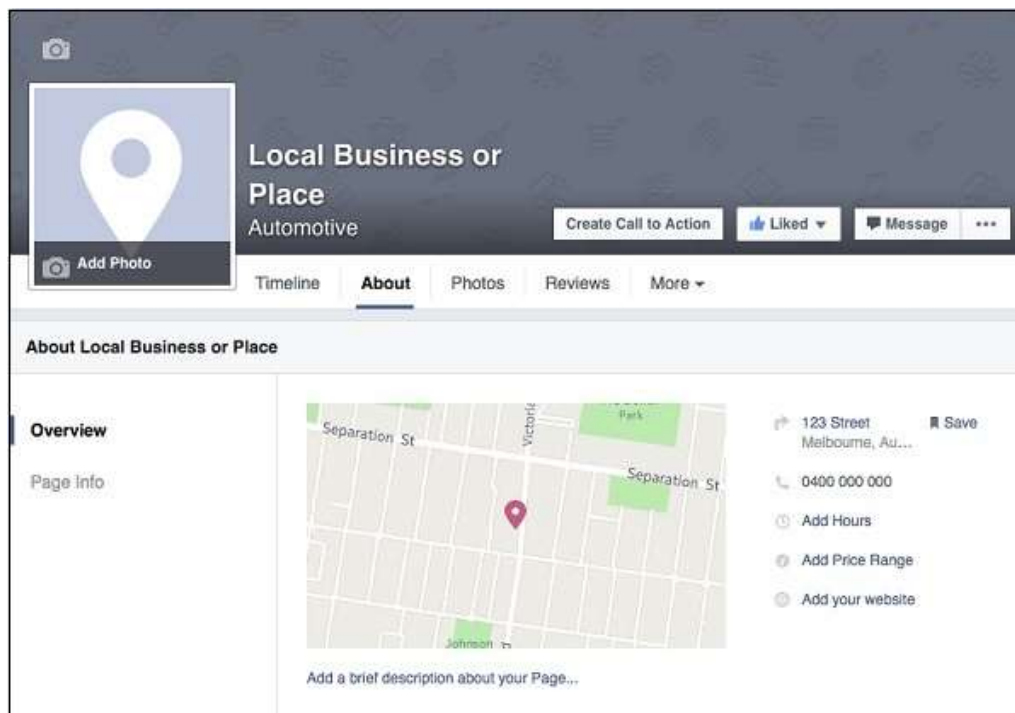 Local Business or
Place
Automotive
Create Call to Action
Liked
Message
Add Photo
Timeline
About
Photos
Reviews
More
About Local Business or Place
Overview
Page Info
Park
Separation St
Victoria
Separation St
Johnson
Add a brief description about your Page...
123 Street
Save
Melbourne, Au...
0400 000 000
Add Hours
Add Price Range
Add your website